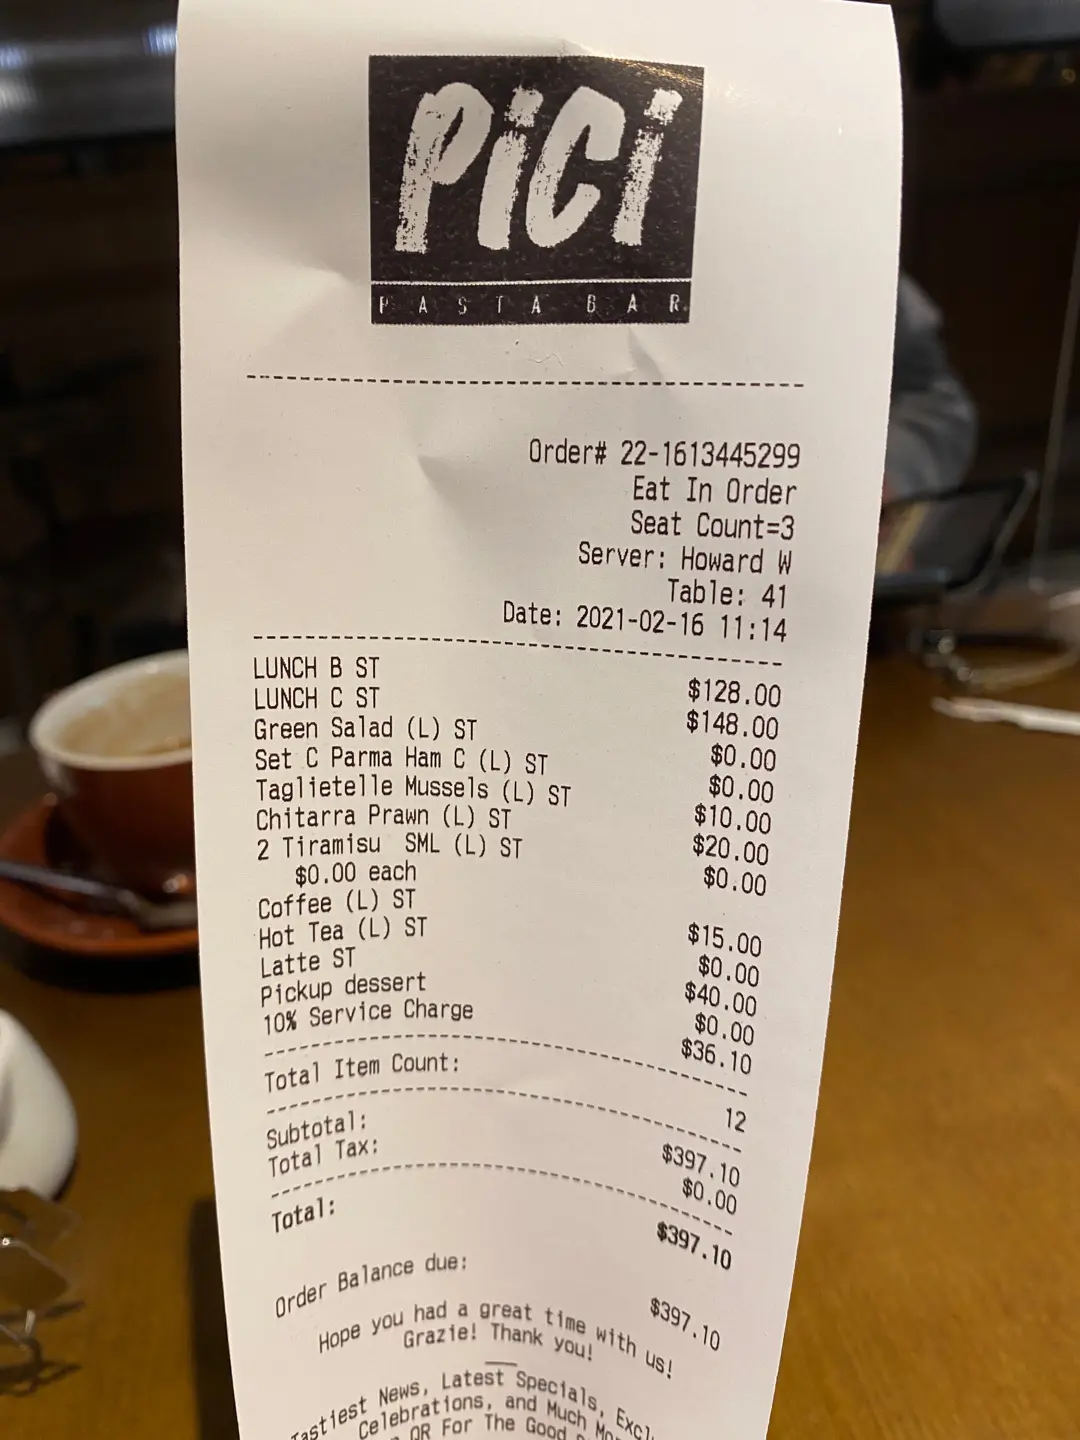 PiCi
PASTA BAR
Order# 22-1613445299
Eat In Order
Seat Count=3
Server: Howard W
Table: 41
Date: 2021-02-16 11:14
LUNCH B ST $128.00
LUNCH C ST $148.00
Green Salad (L) ST $0.00
Set C Parma Ham C (L) ST $0.00
Taglietelle Mussels (L) ST $10.00
Chitarra Prawn (L) ST $20.00
2 Tiramisu SML (L) ST $0.00
$0.00 each
Coffee (L) ST $15.00
Hot Tea (L) ST $0.00
Latte ST $40.00
Pickup dessert $0.00
10% Service Charge $36.10
Total Item Count: 12
Subtotal: $397.10
Total Tax: $0.00
Total: $397.10
Order Balance due: $397.10
Hope you had a great time with us!
Grazie! Thank you!
Tastiest News, Latest Specials,
Celebrations, and Much
QR For The Good